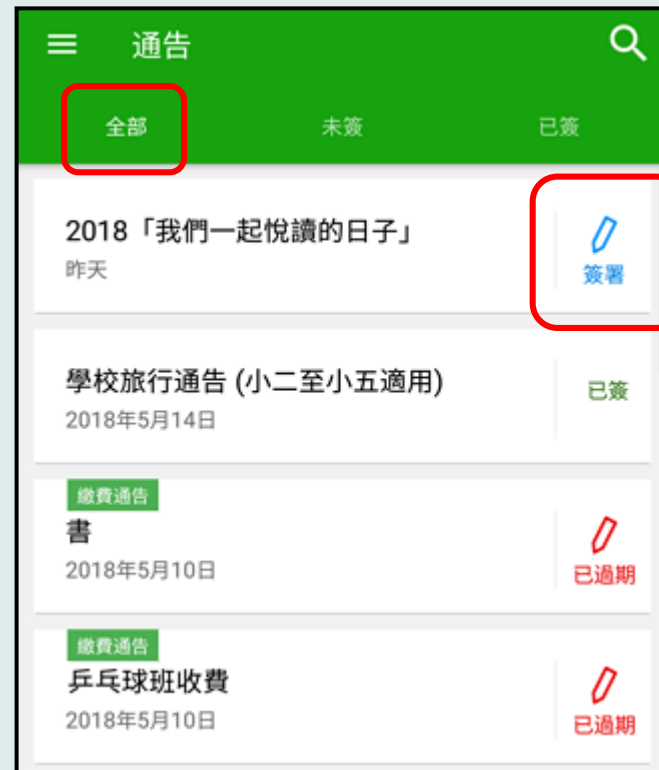 通告
全部 未簽 已簽
2018「我們一起悅讀的日子」
昨天
簽署
學校旅行通告 (小二至小五適用)
2018年5月14日
已簽
繳費通告
書
2018年5月10日
已過期
繳費通告
乒乓球班收費
2018年5月10日
已過期